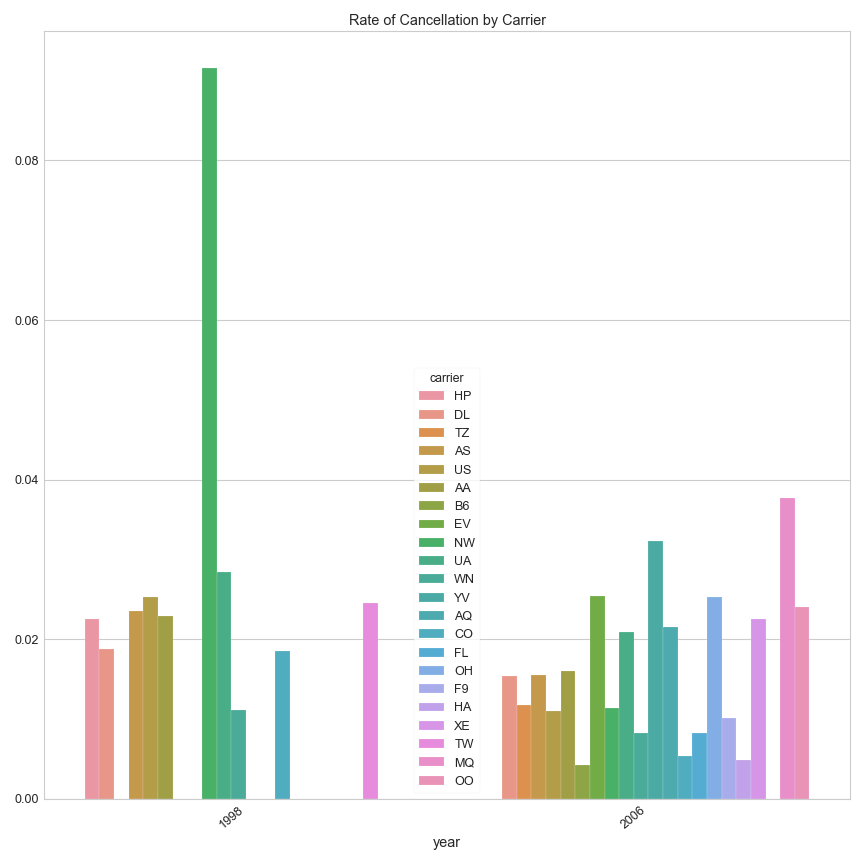 Rate of Cancellation by Carrier
0.08
0.06
0.04
0.02
0.00
carrier
HP
DL
TZ
AS
US
AA
B6
EV
NW
UA
WN
YV
AQ
CO
FL
OH
F9
HA
XE
TW
MQ
OO
1998
2006
year